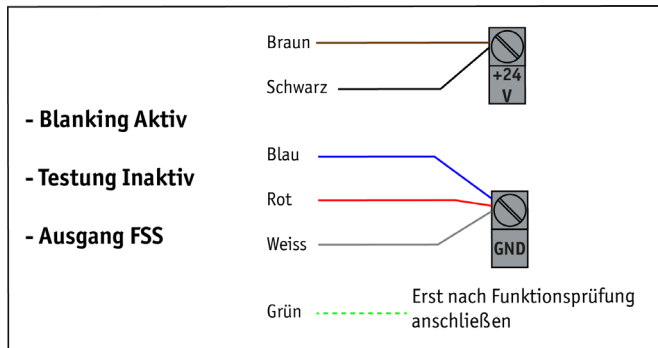 Braun
+24
V
Schwarz
- Blanking Aktiv
- Testung Inaktiv
- Ausgang FSS
Blau
Rot
Weiss
GND
Grün
Erst nach Funktionsprüfung
anschließen